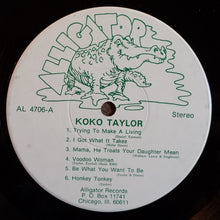 ALLIGATOR
AL 4706-A
Stereo
KOKO TAYLOR
1. Trying To Make A Living
2. I Got What It Takes
3. Mama, He Treats Your Daughter Mean
4. Voodoo Woman
5. Be What You Want To Be
6. Honkey Tonkey
Alligator Records
P.O. Box 11741
Chicago, Ill. 60611